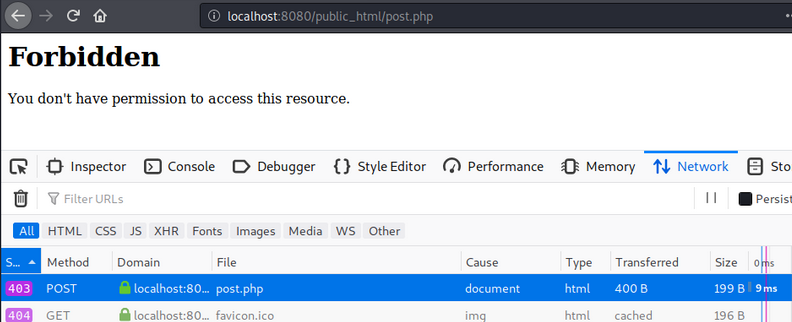 localhost:8080/public_html/post.php
Forbidden
You don't have permission to access this resource.
Inspector Console Debugger Style Editor Performance Memory Network Sto
Filter URLs Persist
All HTML CSS JS XHR Fonts Images Media WS Other
S... Method Domain File Cause Type Transferred Size 0 ms
403 POST localhost:80... post.php document html 400 B 199 B 9 ms
404 GET localhost:80... favicon.ico img html cached 196 B